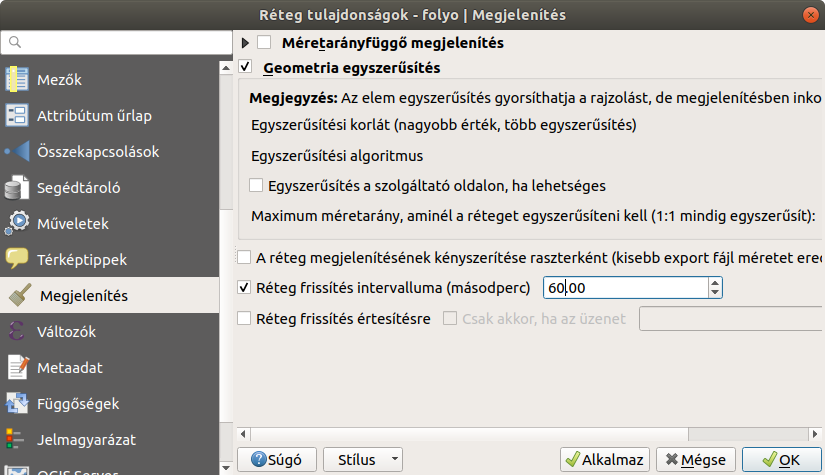 Réteg tulajdonságok - folyo | Megjelenítés
Mezők
Attribútum űrlap
Összekapcsolások
Segédtároló
Műveletek
Térképtippek
Megjelenítés
Változók
Metaadat
Függőségek
Jelmagyarázat
QGIS Server
Méretarányfüggő megjelenítés
Geometria egyszerűsítés
Megjegyzés: Az elem egyszerűsítés gyorsíthatja a rajzolást, de megjelenítésben inko
Egyszerűsítési korlát (nagyobb érték, több egyszerűsítés)
Egyszerűsítési algoritmus
Egyszerűsítés a szolgáltató oldalon, ha lehetséges
Maximum méretarány, aminél a réteget egyszerűsíteni kell (1:1 mindig egyszerűsít):
A réteg megjelenítésének kényszerítése raszterként (kisebb export fájl méretet ere
Réteg frissítés intervalluma (másodperc) 60.00
Réteg frissítés értesítésre Csak akkor, ha az üzenet
Súgó Stílus Alkalmaz Mégse OK